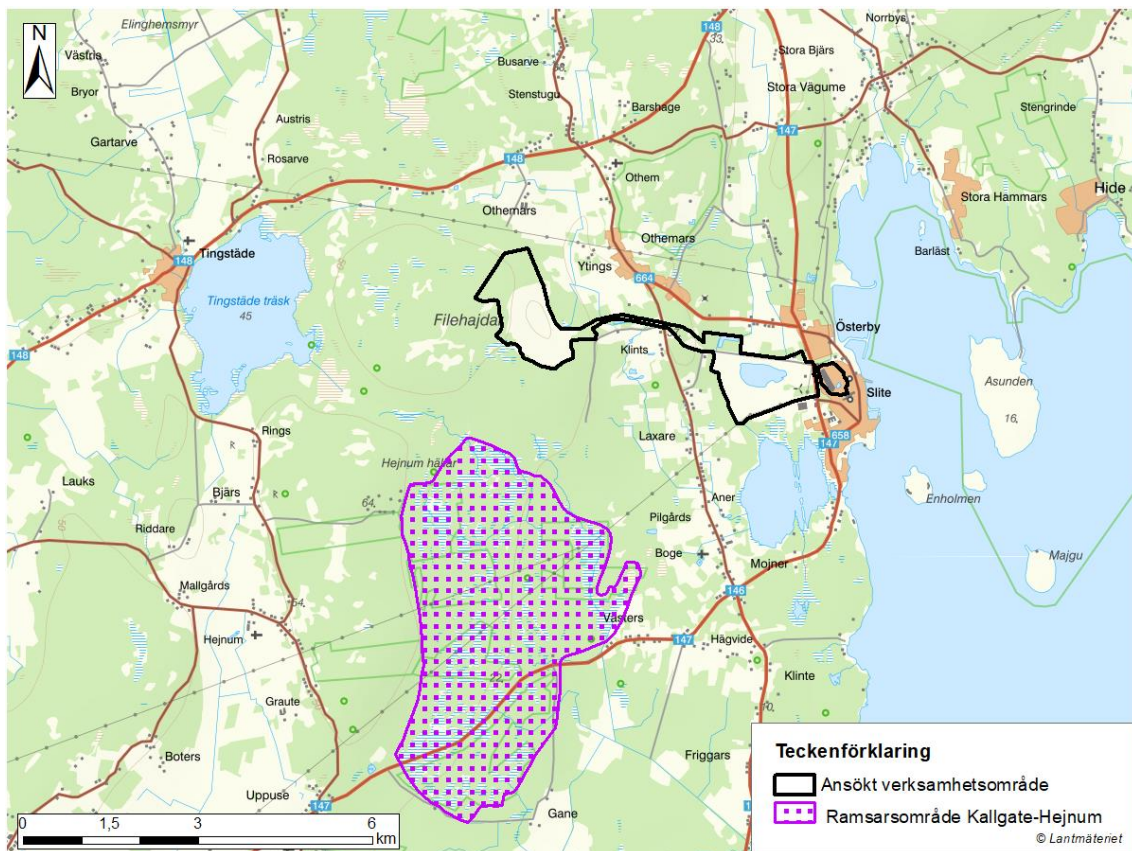 N
Elinghemsmyr
Västris
Bryor
Gartarve
Austris
Rosarve
Busarve
Stenstugu
33,
148
Barshage
Stora Bjärs
Stora Vägume
Norrbys
147
Stengrinde
148
Othem
Othemars
Stora Hammars
Hide
Barläst
Tingstäde
148
Othemars
Ytings
664
Tingstäde träsk
45
Filehajdar
Österby
Klints
Asunden
16,
148
Slite
658
147
Rings
Laxare
Hejnum hällar
Lauks
Bjärs
64,
Aner
Enholmen
Riddare
Pilgårds
Boge
Majgu
Mojner
Mallgårds
54,
146
Hejnum
Västers
147
Hägvide
22,
Klinte
Graute
Boters
Friggars
Uppuse
147
Gane
Teckenförklaring
Ansökt verksamhetsområde
Ramsarsområde Kallgate-Hejnum
© Lantmäteriet
0 1,5 3 6
km